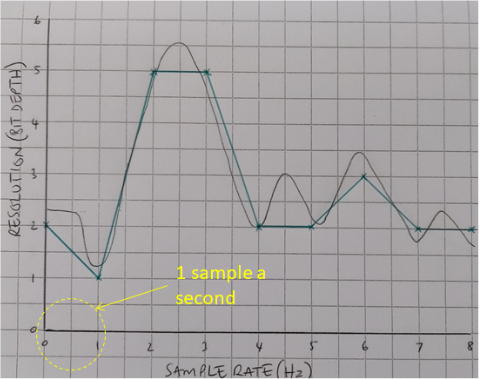 6
5
4
3
2
1
0
RESOLUTION (BIT DEPTH)
1 sample a
second
0 1 2 3 4 5 6 7 8
SAMPLE RATE (Hz)